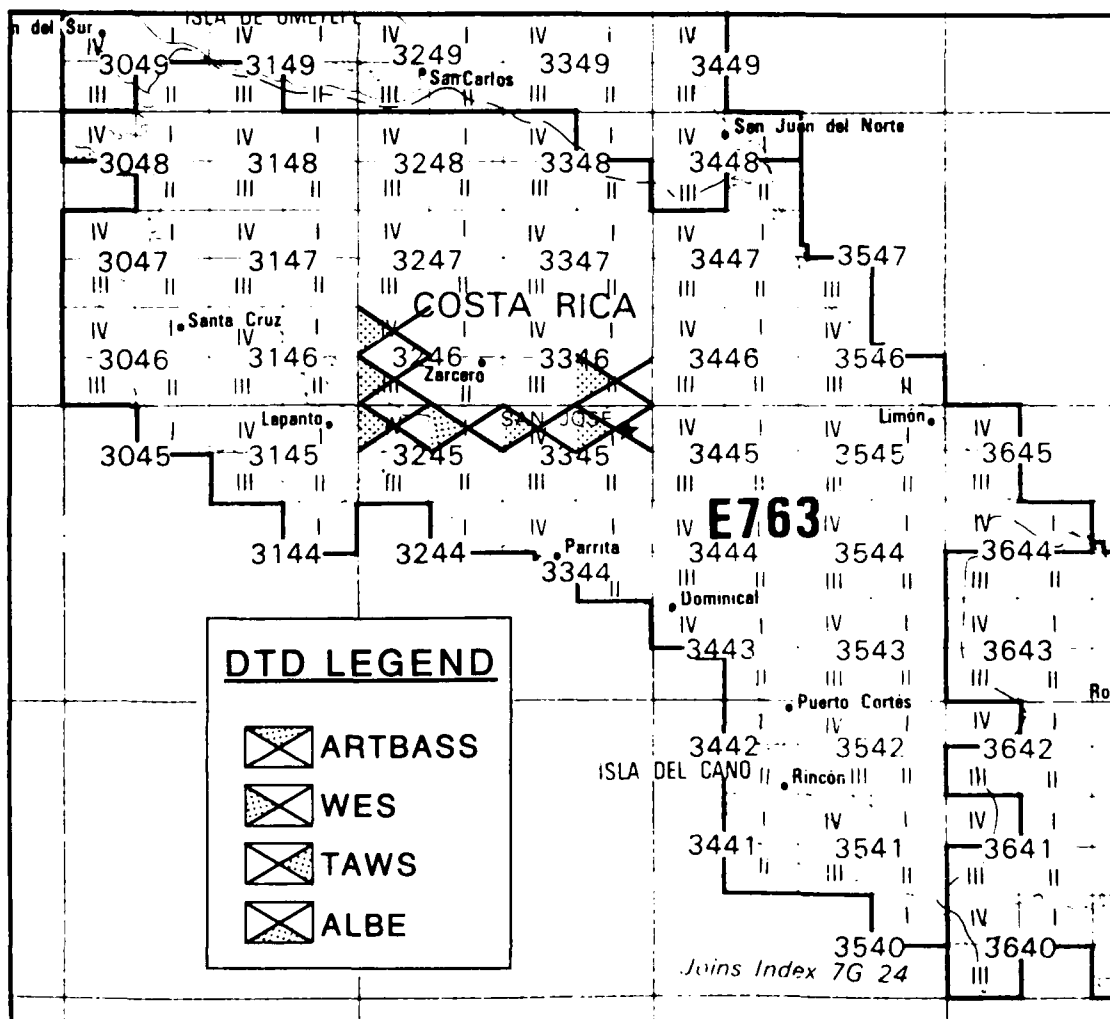 ISLA DE OMETEPE
n del Sur
IV I IV I IV I IV IV
3049 3149 3249 3349 3449
San Carlos
III II III II III II III II III
San Juan del Norte
IV I IV I IV I IV I IV
3048 3148 3248 3348 3448
III II III II III II III II III
IV I IV I IV I IV I IV I
3047 3147 3247 3347 3447 3547
III II III II III II III II III II III
COSTA RICA
Santa Cruz
IV I IV I IV I IV I IV I IV
3046 3146 3246 3346 3446 3546
Zarcero
III II III II II III II III II III II
Lepanto
SAN JOSE
Limón
IV I IV I I IV IV I IV I IV
3045 3145 3245 3345 3445 3545 3645
III II III II III II III II III II III
E763
I I IV I IV I IV I IV I
3144 3244 3344 3444 3544 3644
Parrita
II III II III II III II
Dominical
IV I IV I IV I
3443 3543 3643
III II III II III II
Puerto Cortés
Ro
I IV I IV
3442 3542 3642
ISLA DEL CANO
II III II III
Rincón
I IV I IV I
3441 3541 3641
II III II III II
I IV I
3540 3640
III
Joins Index 7G 24
DTD LEGEND
ARTBASS
WES
TAWS
ALBE